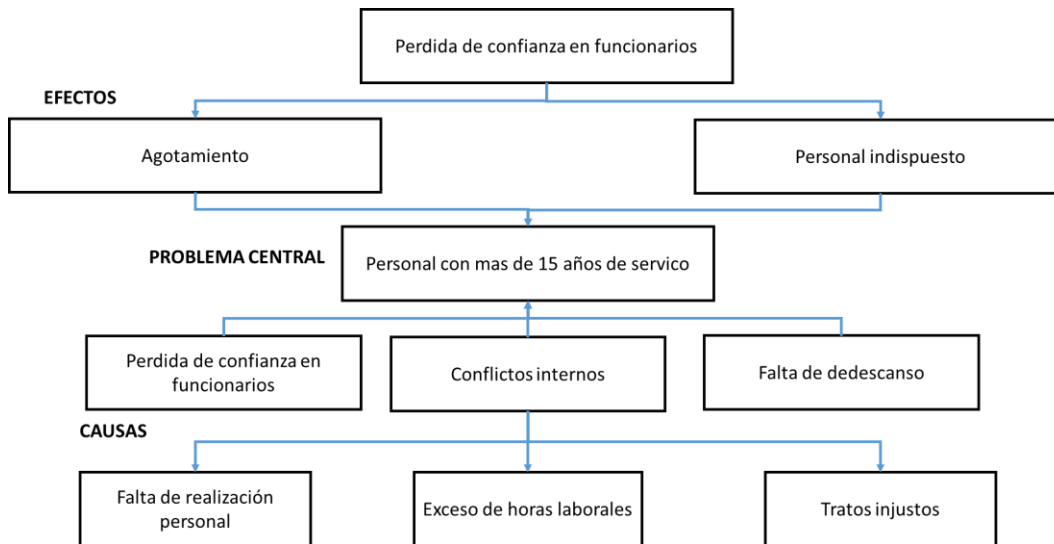 Perdida de confianza en funcionarios
EFECTOS
Agotamiento
Personal indispuesto
PROBLEMA CENTRAL
Personal con mas de 15 años de servico
Perdida de confianza en
funcionarios
Conflictos internos
Falta de dedescanso
CAUSAS
Falta de realización
personal
Exceso de horas laborales
Tratos injustos